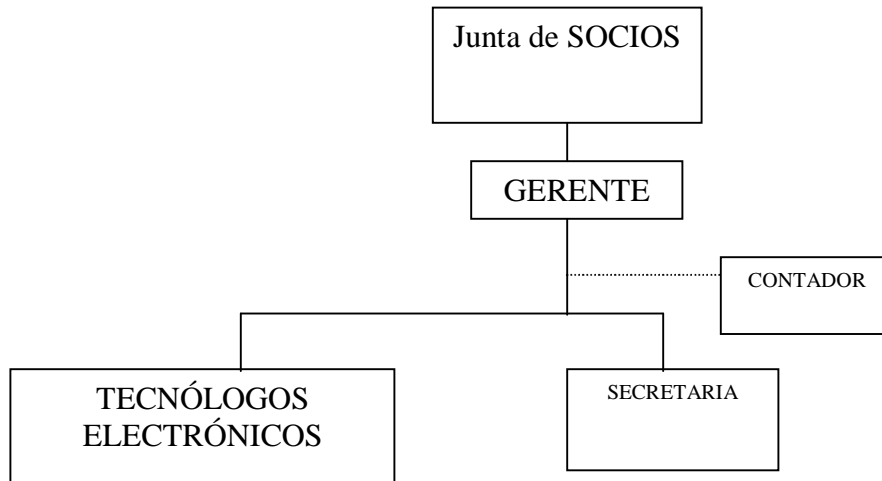 Junta de SOCIOS
GERENTE
CONTADOR
TECNÓLOGOS
ELECTRÓNICOS
SECRETARIA